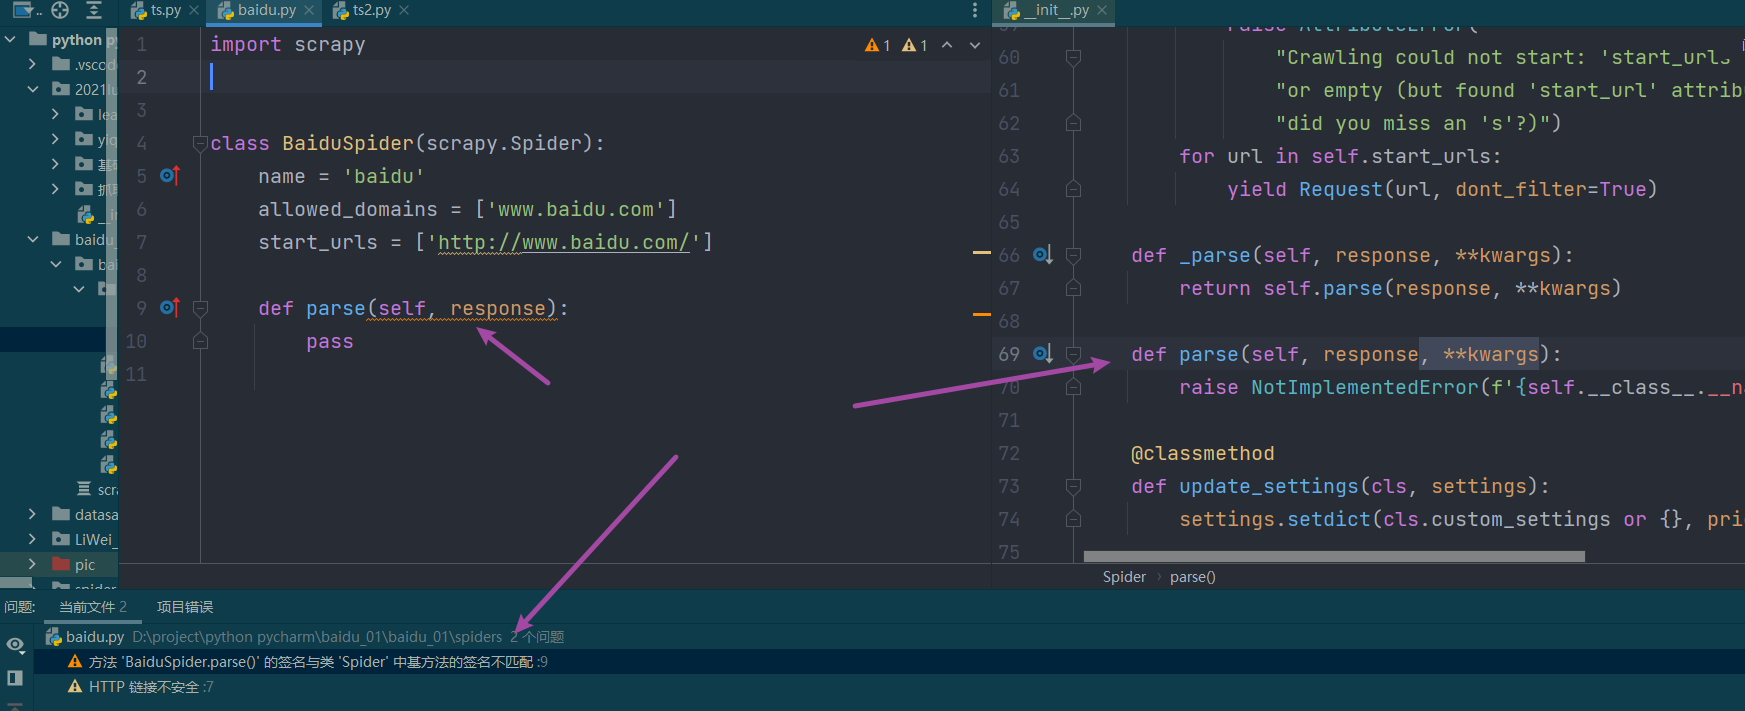 ts.py
baidu.py
ts2.py
__init__.py
python
.vscod
2021
lea
yiq
baidu_
bai
scra
datasa
LiWei_
pic
spider
1 import scrapy
1 1
2
3
4 class BaiduSpider(scrapy.Spider):
5 name = 'baidu'
6 allowed_domains = ['www.baidu.com']
7 start_urls = ['http://www.baidu.com/']
8
9 def parse(self, response):
10 pass
11
raise AttributeError(
60 "Crawling could not start: 'start_urls
61 "or empty (but found 'start_url' attrib
62 "did you miss an 's'?)")
63 for url in self.start_urls:
64 yield Request(url, dont_filter=True)
65
66 def _parse(self, response, **kwargs):
67 return self.parse(response, **kwargs)
68
69 def parse(self, response, **kwargs):
70 raise NotImplementedError(f'{self.__class__.__n
71
72 @classmethod
73 def update_settings(cls, settings):
74 settings.setdict(cls.custom_settings or {}, pri
75
Spider › parse()
问题: 当前文件 2 项目错误
baidu.py D:\project\python pycharm\baidu_01\baidu_01\spiders 2 个问题
方法 'BaiduSpider.parse()' 的签名与类 'Spider' 中基方法的签名不匹配 :9
HTTP 链接不安全 :7